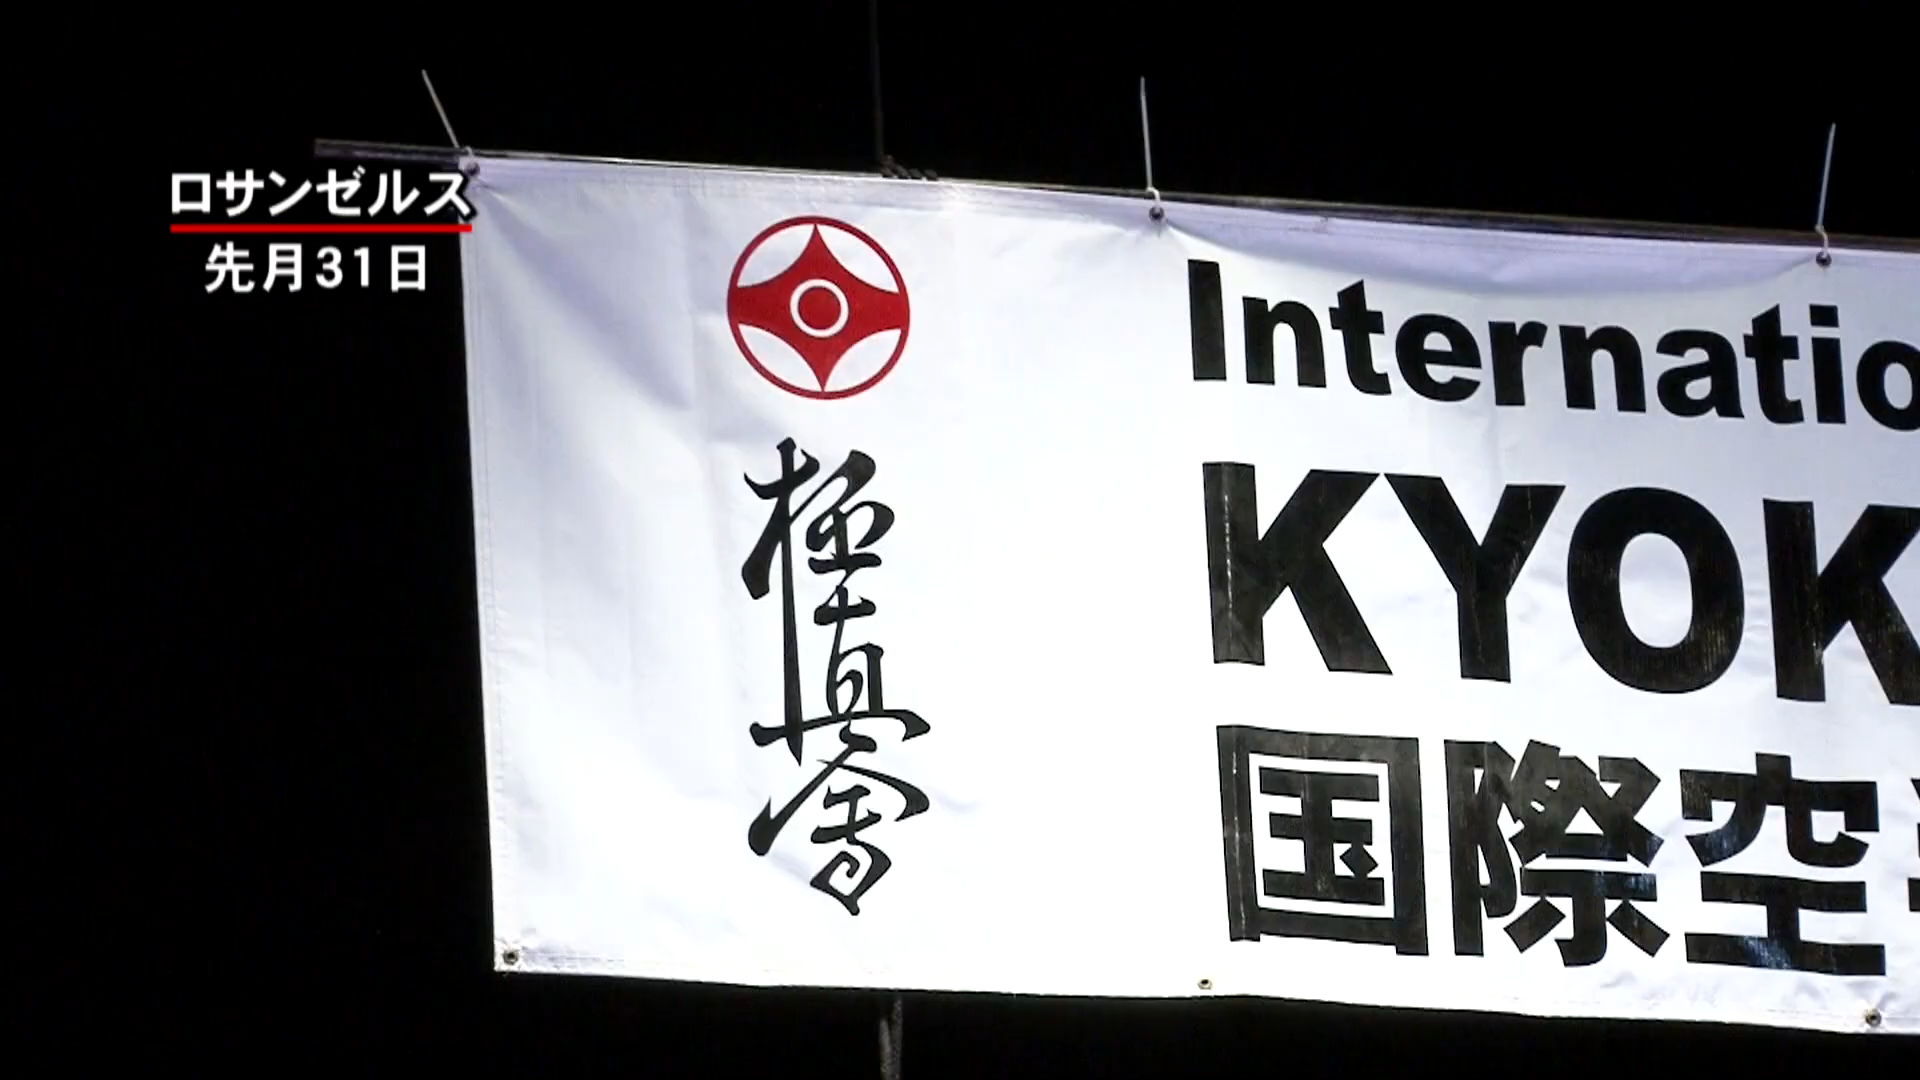 ロサンゼルス
先月31日
極真會
Internatio
KYOK
国際空